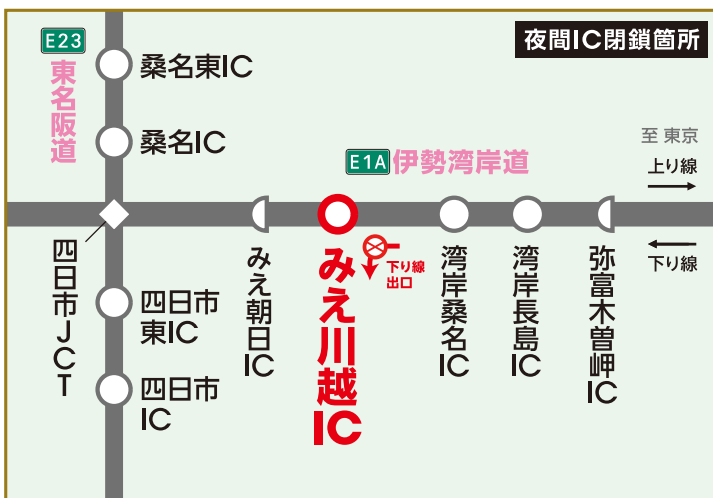 夜間IC閉鎖箇所
E23
東名阪道
桑名東IC
桑名IC
至 東京
上り線
下り線
E1A 伊勢湾岸道
四日市JCT
みえ朝日IC
みえ川越IC
下り線
出口
湾岸桑名IC
湾岸長島IC
弥富木曽岬IC
四日市
東IC
四日市
IC